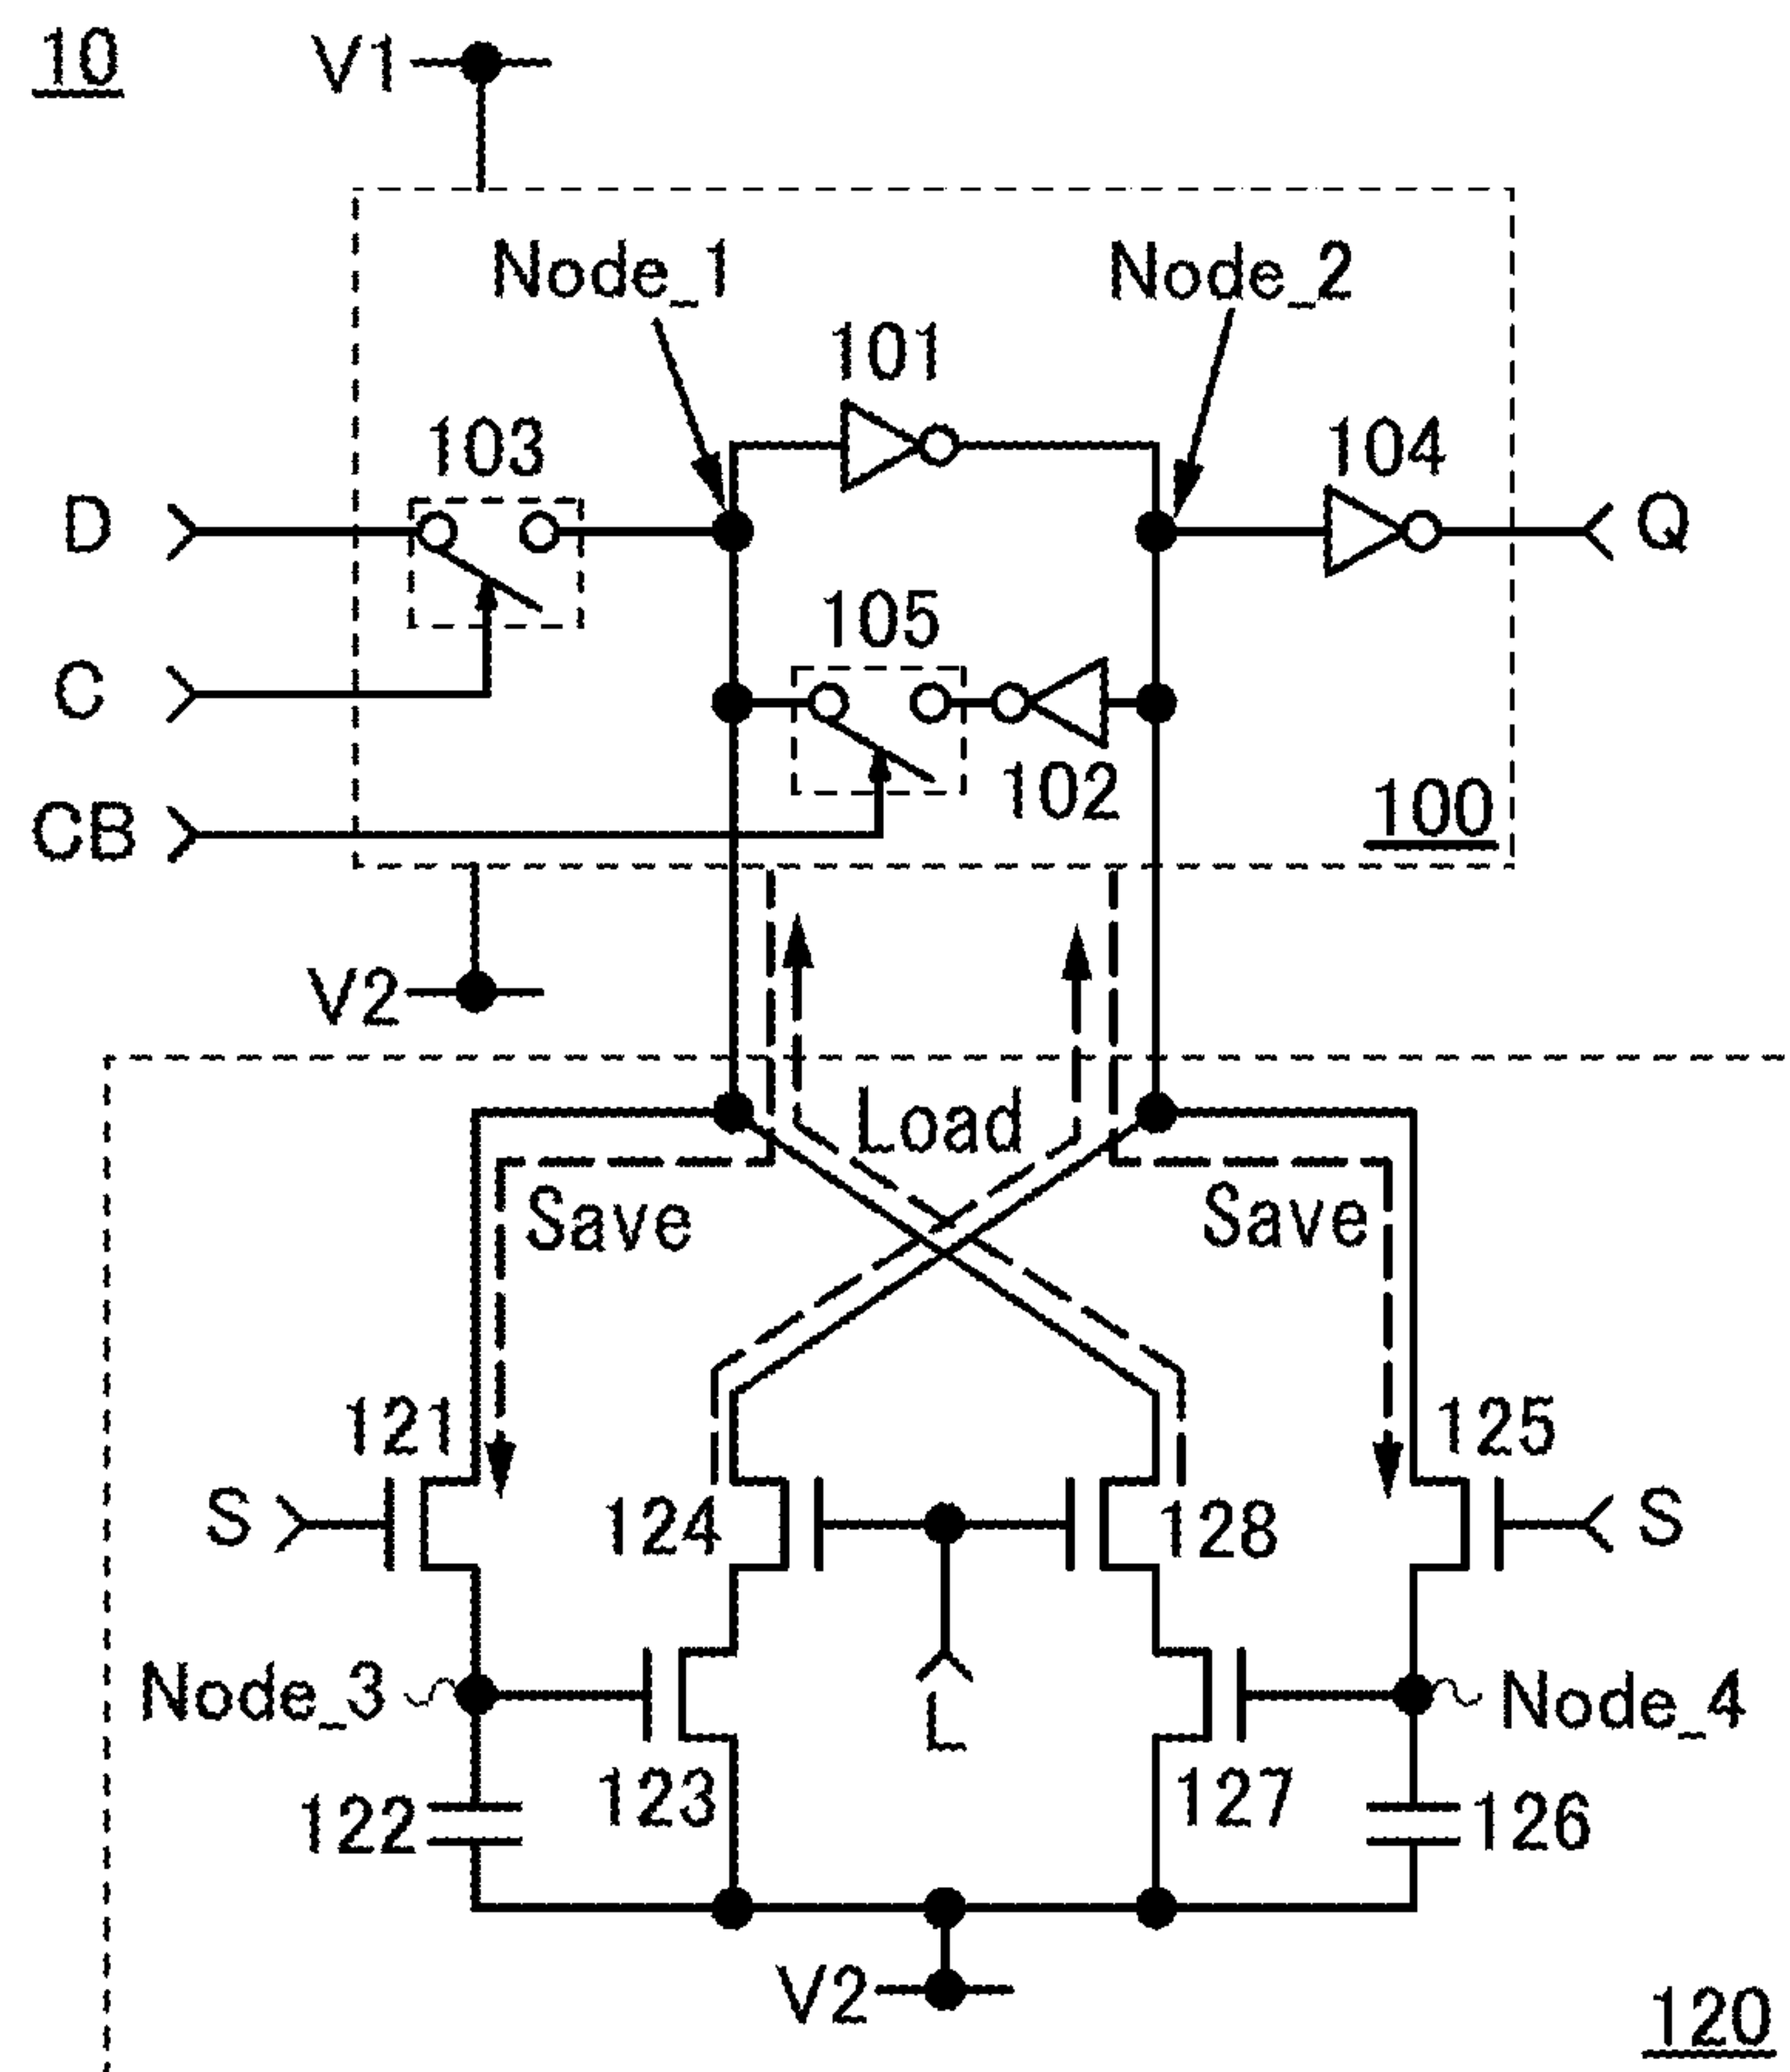 10 V1
Node_1 Node_2
101
103 104
D Q
105
C
102
CB 100
V2
Load
Save Save
121 125
S 124 128 S
Node_3 L Node_4
122 123 127 126
V2
120